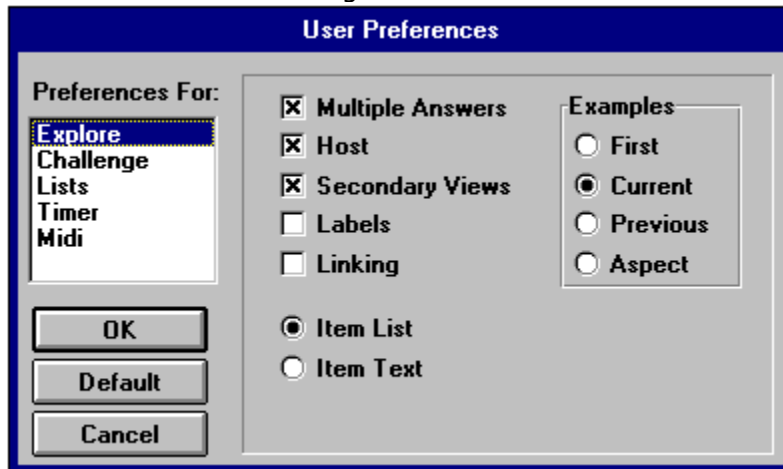 User Preferences
Preferences For:
Explore
Challenge
Lists
Timer
Midi
OK
Default
Cancel
Multiple Answers
Host
Secondary Views
Labels
Linking
Item List
Item Text
Examples
First
Current
Previous
Aspect